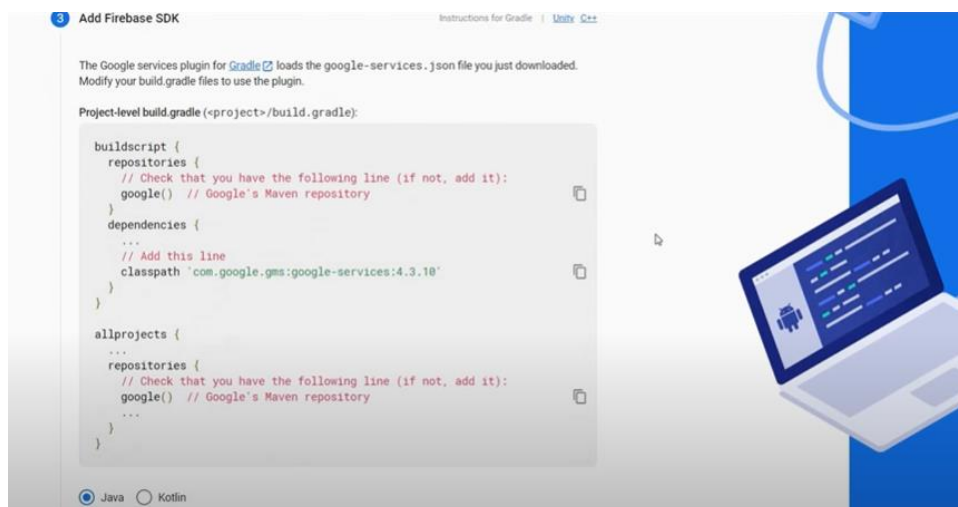 3 Add Firebase SDK
Instructions for Gradle | Unity C++
The Google services plugin for Gradle loads the google-services.json file you just downloaded.
Modify your build.gradle files to use the plugin.
Project-level build.gradle (<project>/build.gradle):
buildscript {
repositories {
// Check that you have the following line (if not, add it):
google() // Google's Maven repository
}
dependencies {
...
// Add this line
classpath 'com.google.gms:google-services:4.3.10'
}
}
allprojects {
...
repositories {
// Check that you have the following line (if not, add it):
google() // Google's Maven repository
...
}
}
Java Kotlin